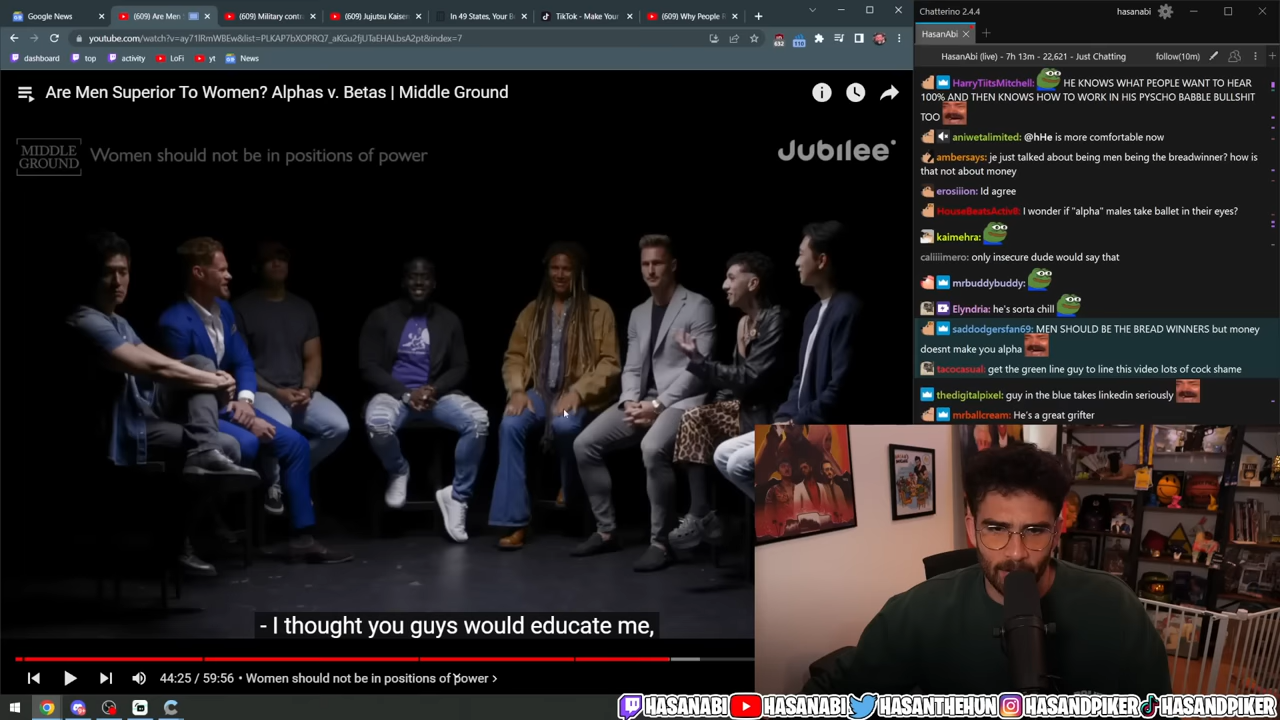 Google News
(609) Are Men
(609) Military contr
(609) Jujutsu Kaisen
In 49 States, Your B
TikTok - Make Your
(609) Why People R
youtube.com/watch?v=ay71lRmWBEw&list=PLKAP7bXOPRQ7_aKGu2fjUTaEHALbsA2pt&index=7
dashboard
top
activity
LoFi
yt
News
Are Men Superior To Women? Alphas v. Betas | Middle Ground
MIDDLE
GROUND
Women should not be in positions of power
Jubilee
- I thought you guys would educate me,
44:25 / 59:56 • Women should not be in positions of power >
Chatterino 2.4.4
hasanabi
HasanAbi
HasanAbi (live) - 7h 13m - 22,621 - Just Chatting
follow(10m)
HarryTiitsMitchell: HE KNOWS WHAT PEOPLE WANT TO HEAR
100% AND THEN KNOWS HOW TO WORK IN HIS PYSCHO BABBLE BULLSHIT
TOO
aniwetalimited: @hHe is more comfortable now
ambersays: je just talked about being men being the breadwinner? how is
that not about money
erosiiion: Id agree
HouseBeatsActiv8: I wonder if "alpha" males take ballet in their eyes?
kaimehra:
caliiiimero: only insecure dude would say that
mrbuddybuddy:
Elyndria: he's sorta chill
saddodgersfan69: MEN SHOULD BE THE BREAD WINNERS but money
doesnt make you alpha
tacocasual: get the green line guy to line this video lots of cock shame
thedigitalpixel: guy in the blue takes linkedin seriously
mrballcream: He's a great grifter
HASANABI
HASANABI
HASANTHEHUN
HASANDPIKER
HASANDPIKER